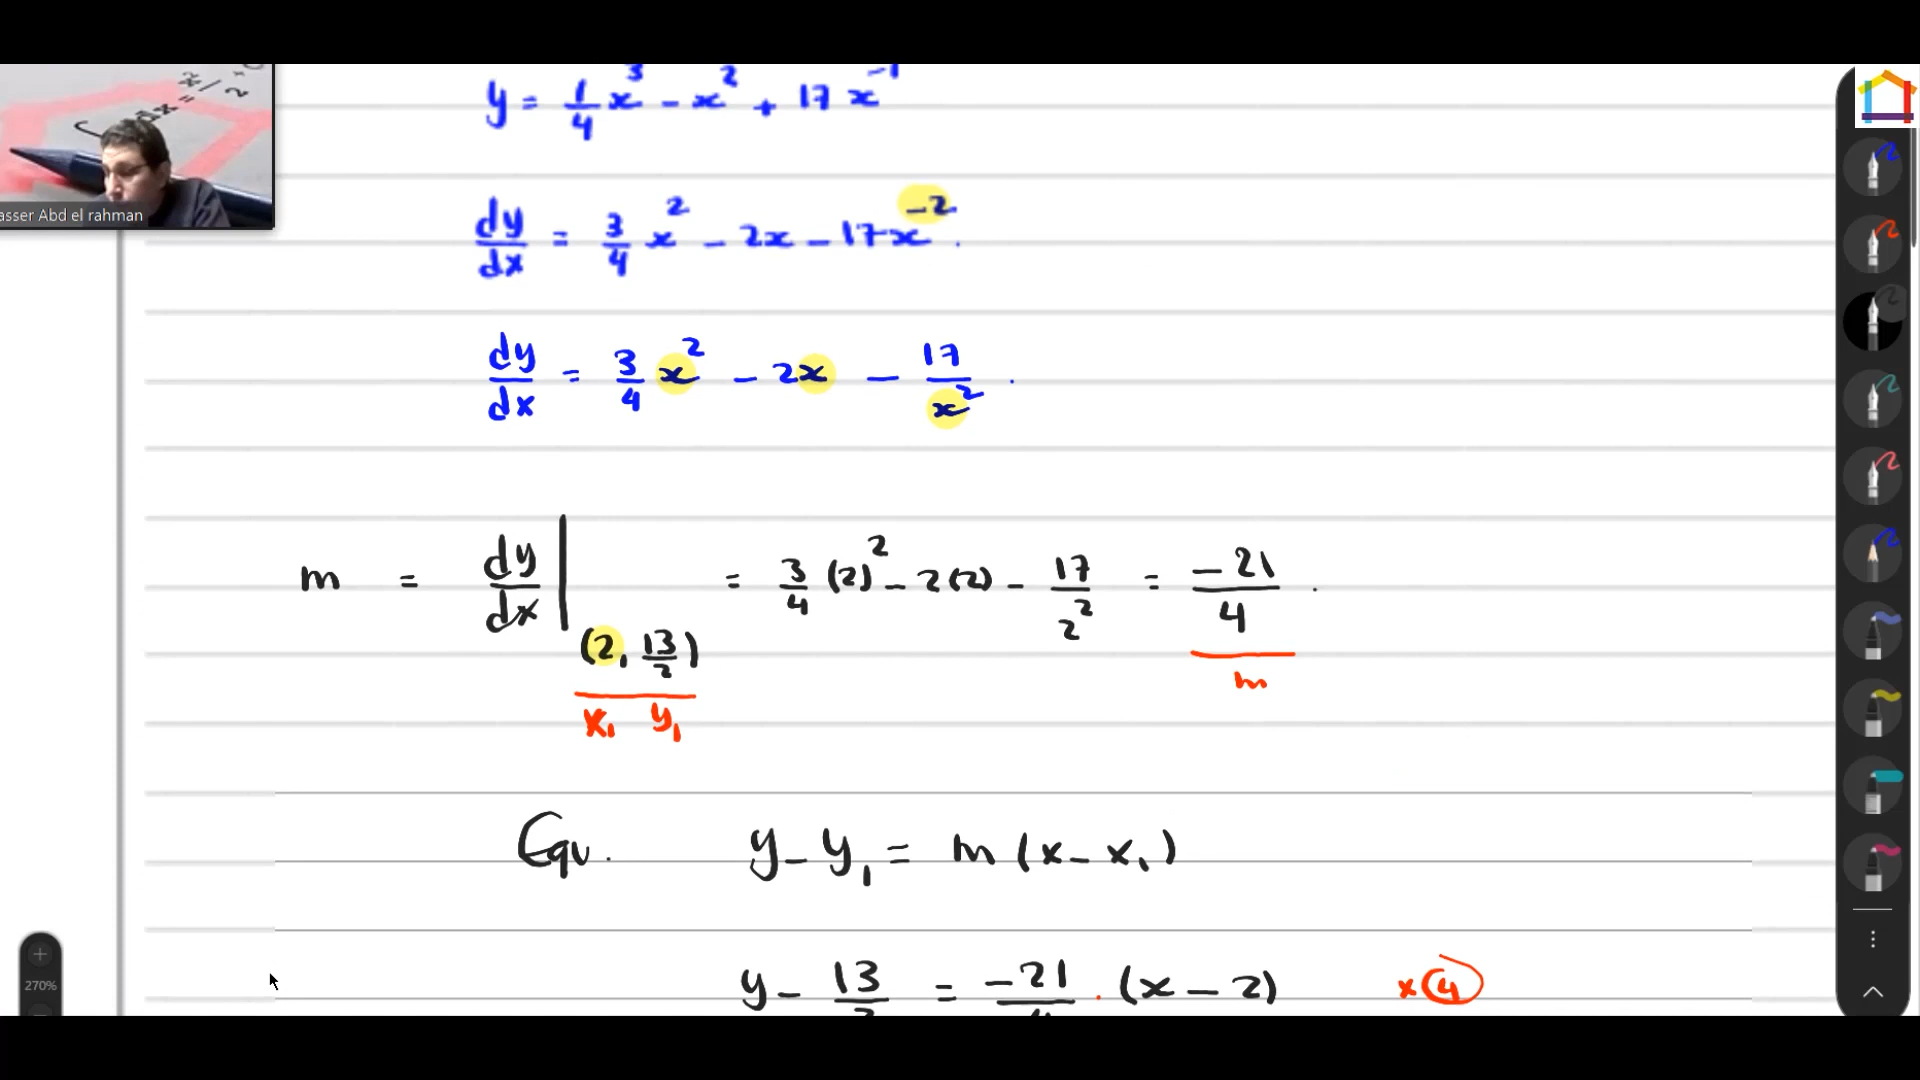 y = 1/4 x^3 - x^2 + 17 x^-1
asser Abd el rahman
dy/dx = 3/4 x^2 - 2x - 17x^-2 .
dy/dx = 3/4 x^2 - 2x - 17/x^2 .
m = dy/dx | (2, 13/2) = 3/4 (2)^2 - 2(2) - 17/2^2 = -21/4 .
x1 y1
m
Equ. y - y1 = m (x - x1)
y - 13/2 = -21/4 . (x - 2) x 4
270%